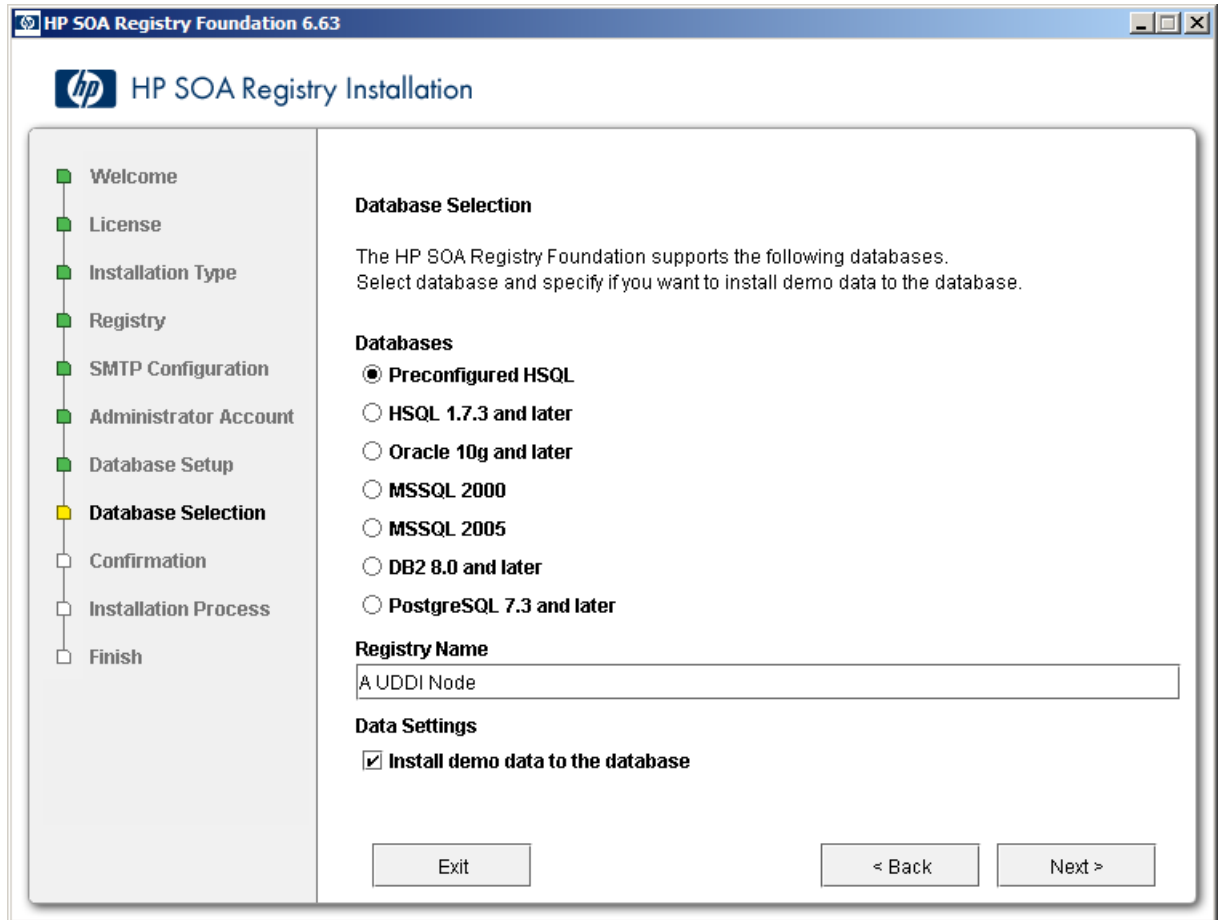 HP SOA Registry Foundation 6.63
hp HP SOA Registry Installation
Welcome
License
Installation Type
Registry
SMTP Configuration
Administrator Account
Database Setup
Database Selection
Confirmation
Installation Process
Finish
Database Selection
The HP SOA Registry Foundation supports the following databases.
Select database and specify if you want to install demo data to the database.
Databases
Preconfigured HSQL
HSQL 1.7.3 and later
Oracle 10g and later
MSSQL 2000
MSSQL 2005
DB2 8.0 and later
PostgreSQL 7.3 and later
Registry Name
A UDDI Node
Data Settings
Install demo data to the database
Exit
< Back
Next >